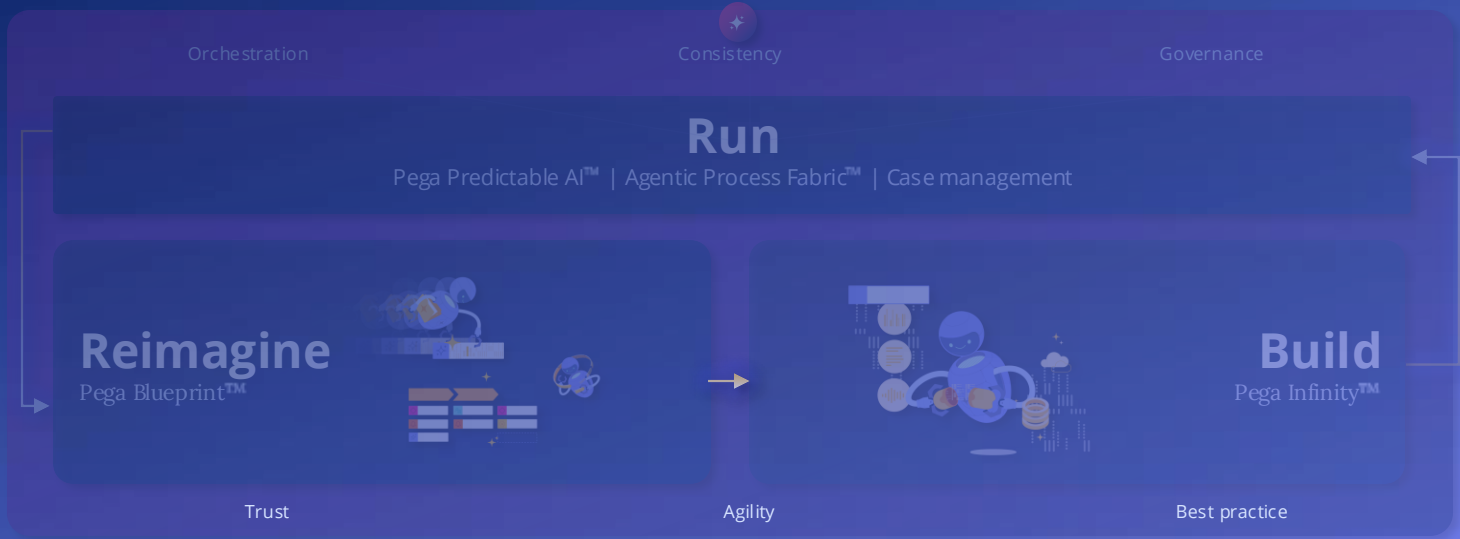 Orchestration
Consistency
Governance
Run
Pega Predictable AI™ | Agentic Process Fabric™ | Case management
Reimagine
Pega Blueprint™
Build
Pega Infinity™
Trust
Agility
Best practice